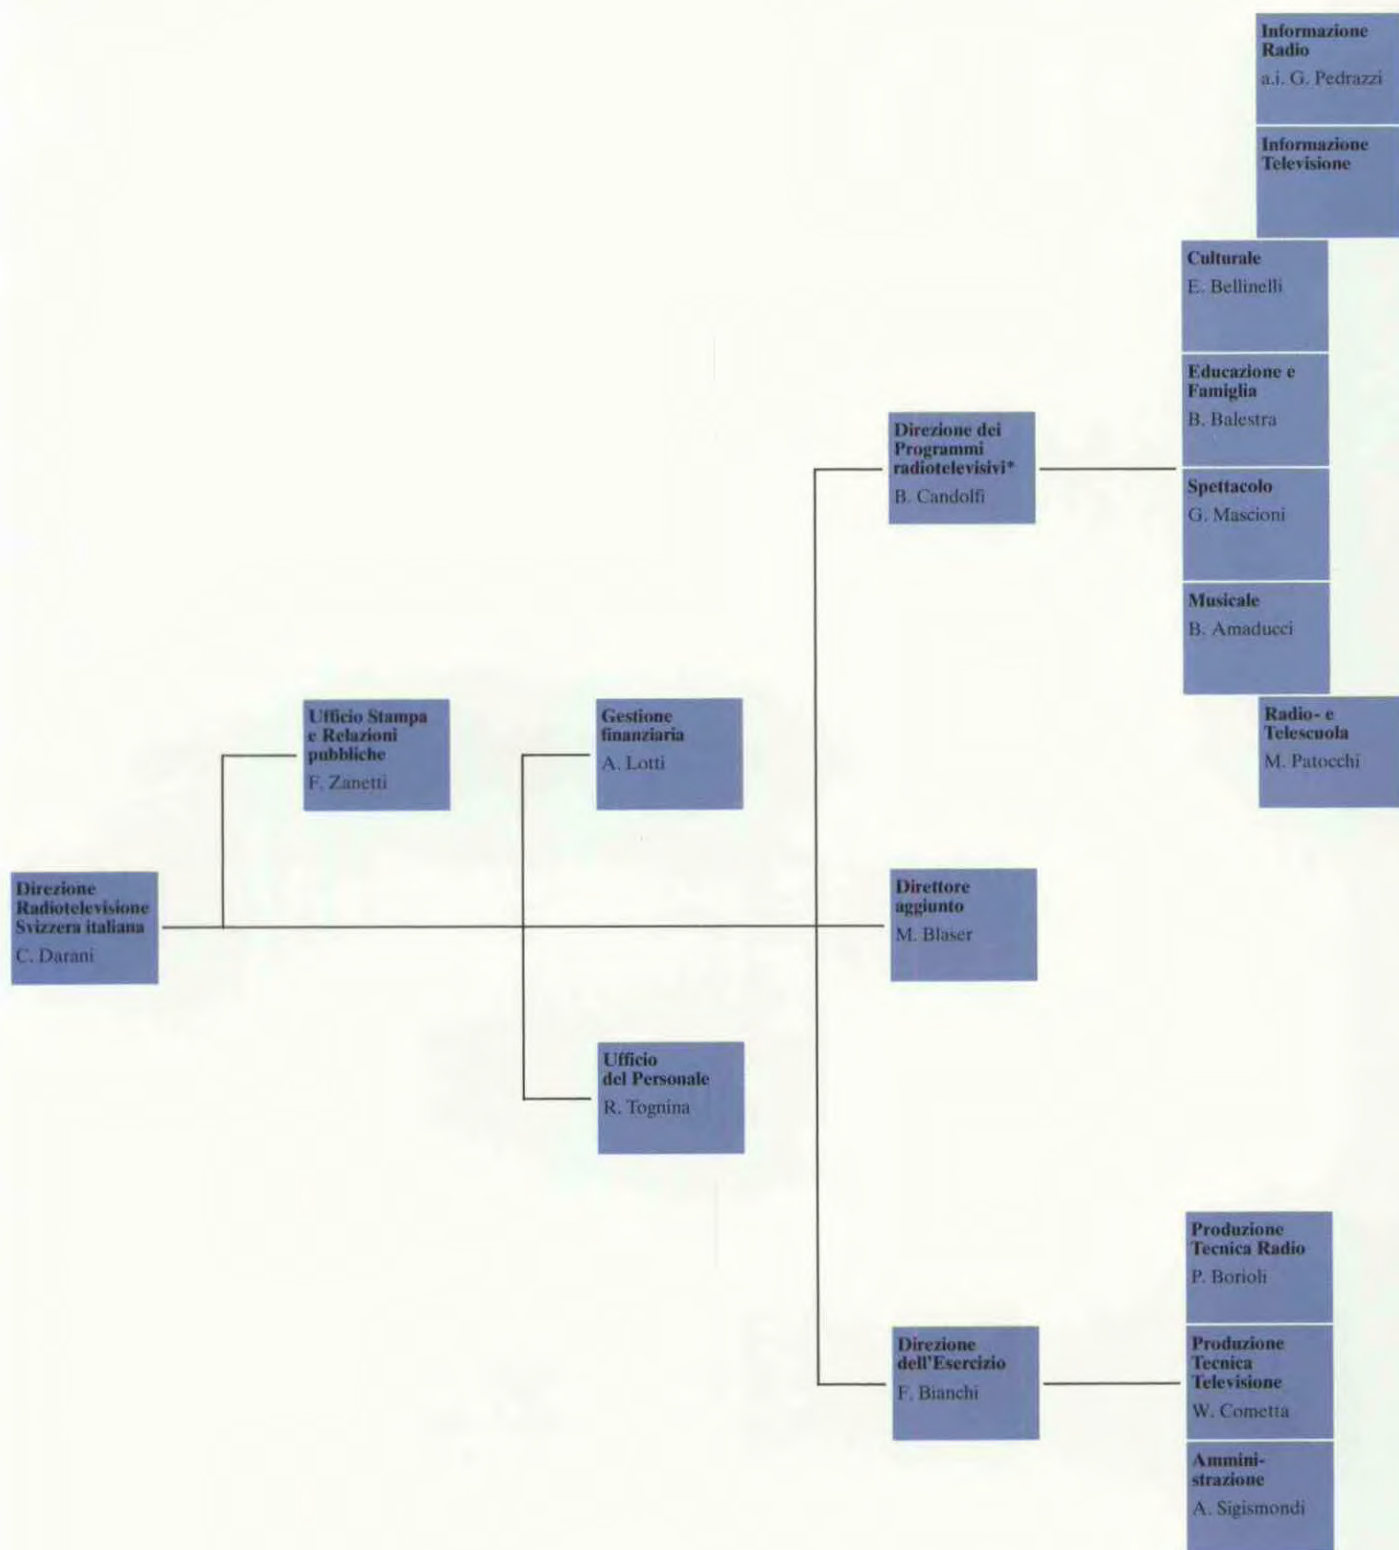 Informazione
Radio
a.i. G. Pedrazzi
Informazione
Televisione
Culturale
E. Bellinelli
Educazione e
Famiglia
B. Balestra
Direzione dei
Programmi
radiotelevisivi*
B. Candolfi
Spettacolo
G. Mascioni
Musicale
B. Amaducci
Radio- e
Telescuola
M. Patocchi
Ufficio Stampa
e Relazioni
pubbliche
F. Zanetti
Gestione
finanziaria
A. Lotti
Direzione
Radiotelevisione
Svizzera italiana
C. Darani
Direttore
aggiunto
M. Blaser
Ufficio
del Personale
R. Tognina
Produzione
Tecnica Radio
P. Borioli
Direzione
dell'Esercizio
F. Bianchi
Produzione
Tecnica
Televisione
W. Cometta
Ammini-
strazione
A. Sigismondi